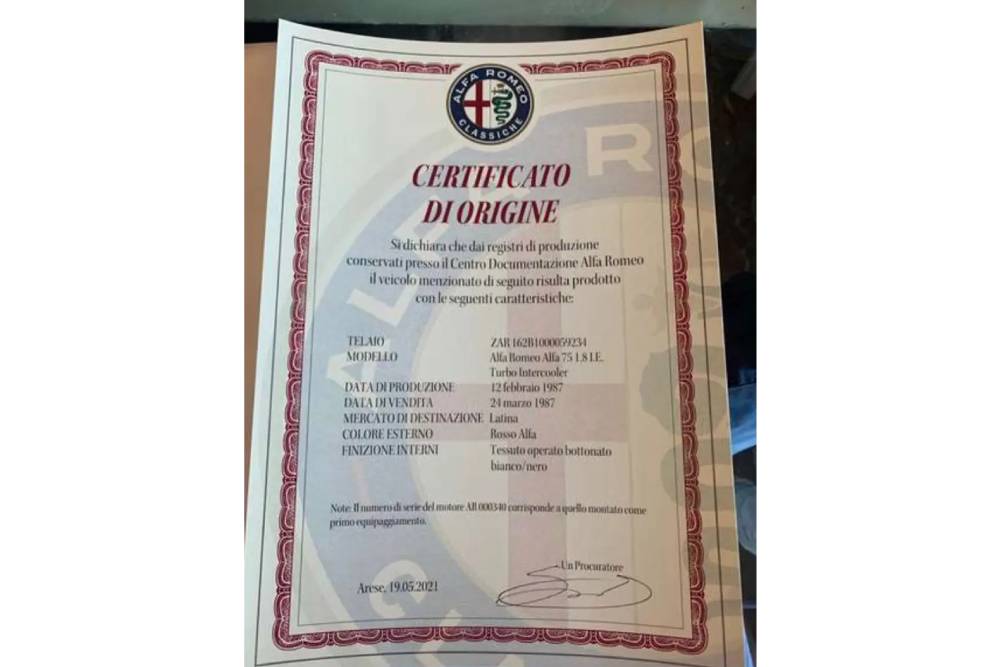 ALFA ROMEO
CLASSICHE
CERTIFICATO
DI ORIGINE
Si dichiara che dai registri di produzione
conservati presso il Centro Documentazione Alfa Romeo
il veicolo menzionato di seguito risulta prodotto
con le seguenti caratteristiche:
TELAIO ZAR162B1000059234
MODELLO Alfa Romeo Alfa 75 1.8 I.E.
Turbo Intercooler
DATA DI PRODUZIONE 12 febbraio 1987
DATA DI VENDITA 24 marzo 1987
MERCATO DI DESTINAZIONE Latina
COLORE ESTERNO Rosso Alfa
FINIZIONE INTERNI Tessuto operato bottonato
bianco/nero
Note: Il numero di serie del motore AR 000340 corrisponde a quello montato come
primo equipaggiamento.
Un Procuratore
Arese, 19.05.2021